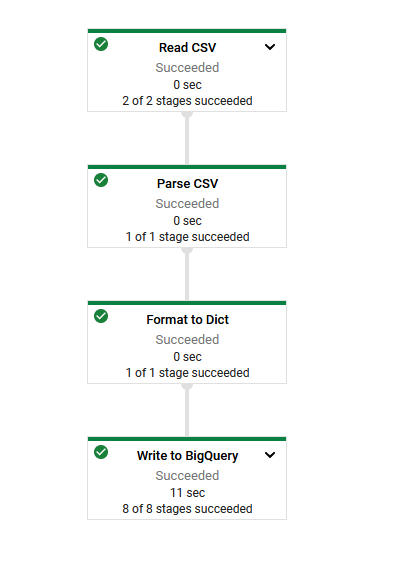 Read CSV
Succeeded
0 sec
2 of 2 stages succeeded
Parse CSV
Succeeded
0 sec
1 of 1 stage succeeded
Format to Dict
Succeeded
0 sec
1 of 1 stage succeeded
Write to BigQuery
Succeeded
11 sec
8 of 8 stages succeeded